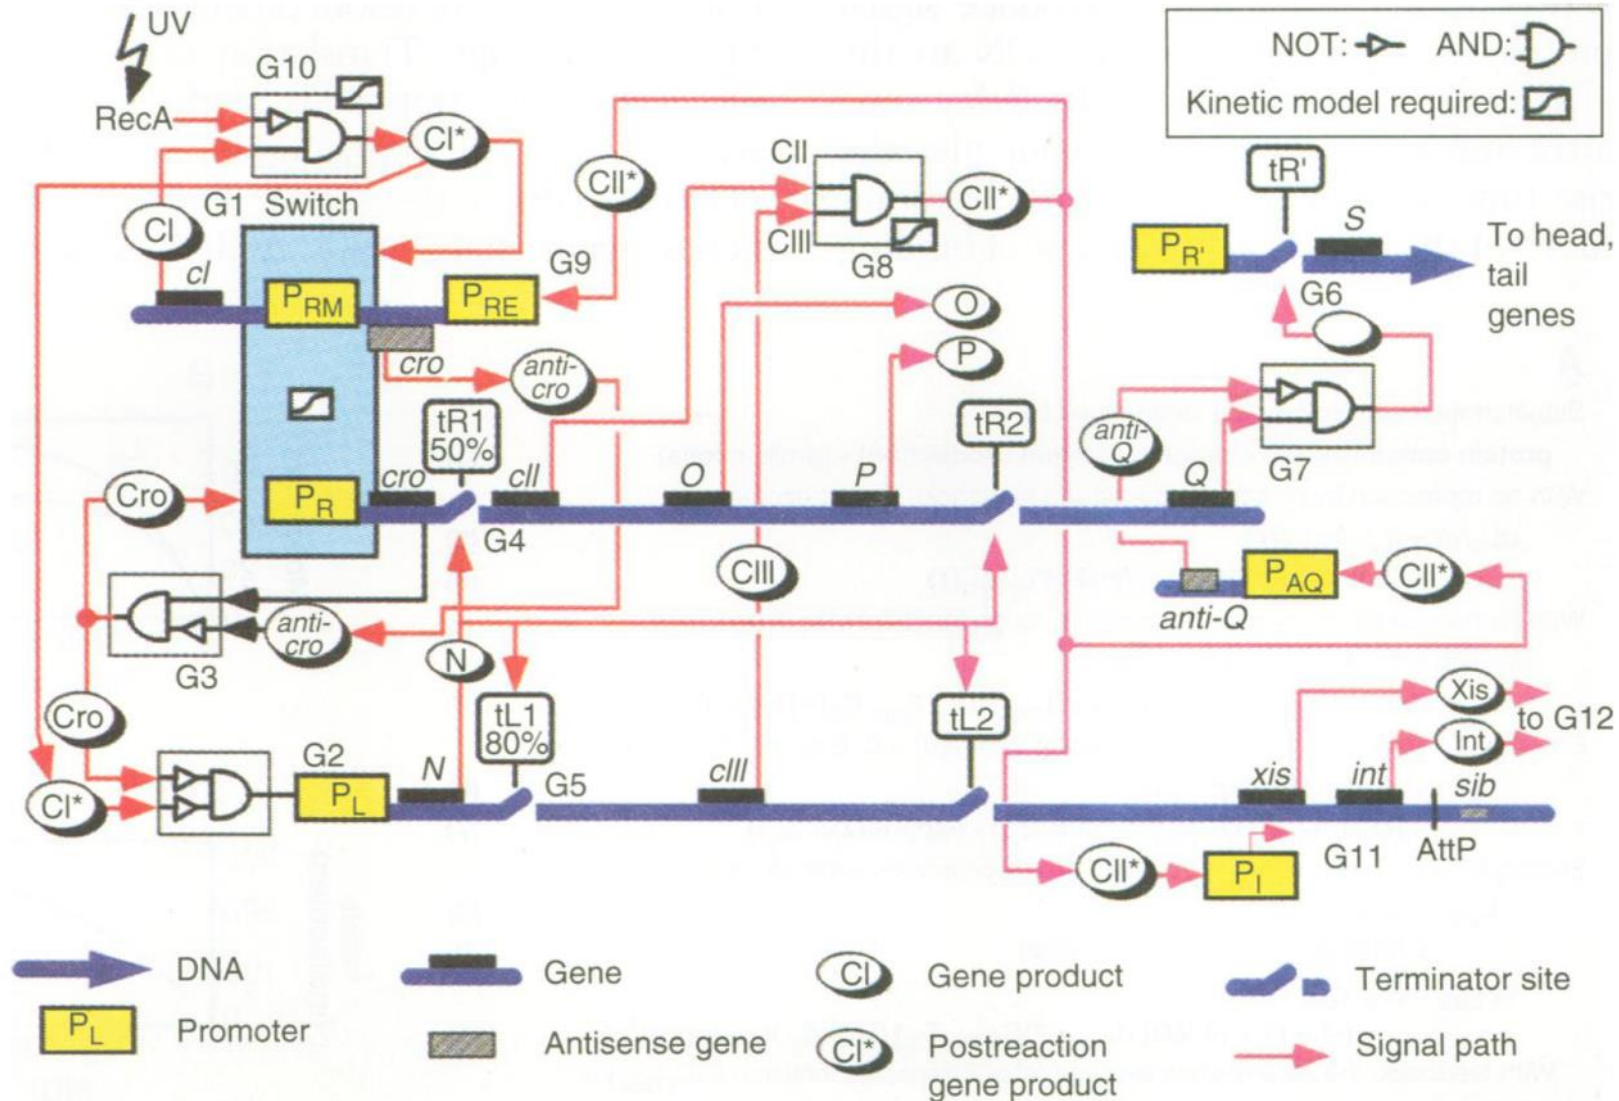 UV
RecA
G10
CI*
NOT:
AND:
Kinetic model required:
CI
G1 Switch
cI
PRM
PRE
G9
cro
anti-cro
CII*
CII
CIII
G8
CII*
O
P
tR'
PR'
S
G6
To head,
tail
genes
Cro
PR
cro
tR1
50%
G4
cII
O
P
tR2
anti-Q
Q
G7
CIII
PAQ
CII*
anti-Q
G3
anti-cro
N
Cro
CI*
G2
PL
N
tL1
80%
G5
cIII
tL2
Xis
to G12
Int
xis
int
sib
G11
AttP
CII*
PI
DNA
Gene
CI
Gene product
Terminator site
PL
Promoter
Antisense gene
CI*
Postreaction
gene product
Signal path